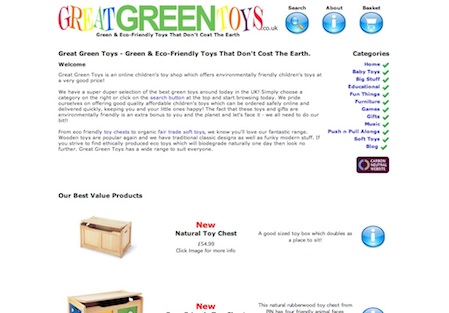 GREATGREENTOYS.co.uk
Green & Eco-Friendly Toys That Don't Cost The Earth
Search About Basket
Great Green Toys - Green & Eco-Friendly Toys That Don't Cost The Earth.
Welcome
Great Green Toys is an online children's toy shop which offers environmentally friendly children's toys at
a very good price!
We have a super duper selection of the best green toys around today in the UK! Simply choose a
category on the right or click on the search button at the top and start browsing today. We pride
ourselves on offering good quality affordable children's toys which can be ordered safely online and
delivered quickly, keeping you and your little ones happy! The fact that these toys and gifts are
environmentally friendly is an extra bonus to you and the planet! and let's face it - we all need to do our
bit!!
From eco friendly toy chests to organic fair trade soft toys, we know you'll love our fantastic range.
Wooden toys are popular again and we have traditional designs as well as funky modern stuff. If
you strive to find ethically produced eco toys which will biodegrade naturally one day then look no
further. Great Green Toys has a wide range to suit everyone.
Categories
Home
Baby Toys
Big Stuff
Educational
Fun Things
Furniture
Games
Gifts
Music
Push n Pull Alongs
Soft Toys
Blog
CARBON
NEUTRAL
WEBSITE
Our Best Value Products
New
Natural Toy Chest
£54.99
Click Image for more info
A good sized toy box which doubles as
a place to sit!
New
This natural rubberwood toy chest from
PIN has four friendly animal faces